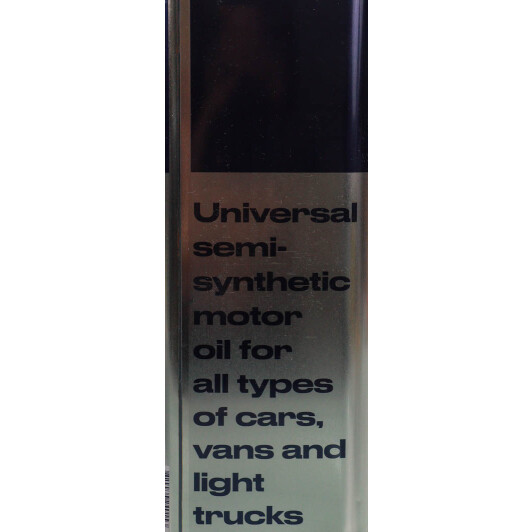 Universal
semi-
synthetic
motor
oil for
all types
of cars,
vans and
light
trucks